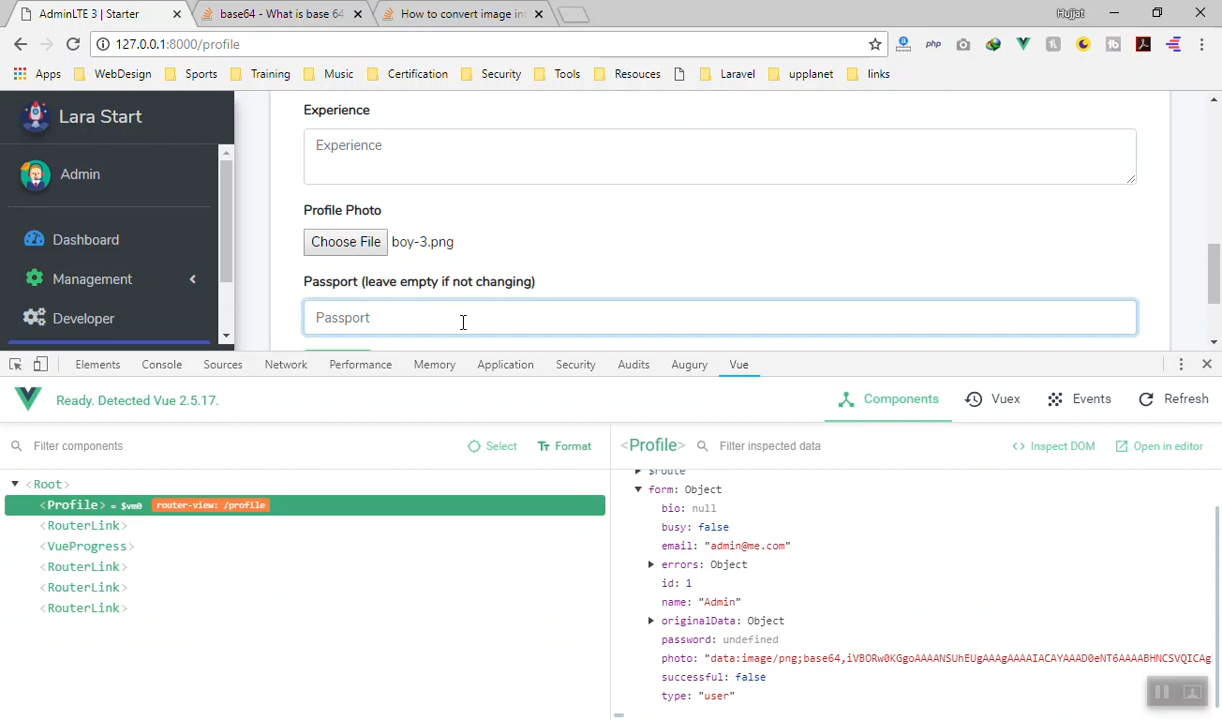 AdminLTE 3 | Starter
base64 - What is base 64
How to convert image in
Hujjat
127.0.0.1:8000/profile
php
Apps WebDesign Sports Training Music Certification Security Tools Resouces Laravel upplanet links
Lara Start
Admin
Dashboard
Management
Developer
Experience
Experience
Profile Photo
Choose File boy-3.png
Passport (leave empty if not changing)
Passport
Elements Console Sources Network Performance Memory Application Security Audits Augury Vue
Ready. Detected Vue 2.5.17.
Components Vuex Events Refresh
Filter components Select Format
<Root>
<Profile> = $vm0 router-view: /profile
<RouterLink>
<VueProgress>
<RouterLink>
<RouterLink>
<RouterLink>
<Profile> Filter inspected data Inspect DOM Open in editor
$route
form: Object
bio: null
busy: false
email: "admin@me.com"
errors: Object
id: 1
name: "Admin"
originalData: Object
password: undefined
photo: "data:image/png;base64,iVBORw0KGgoAAAANSUhEUgAAAgAAAAIACAYAAAD0eNT6AAAABHNCSVQICAg
successful: false
type: "user"